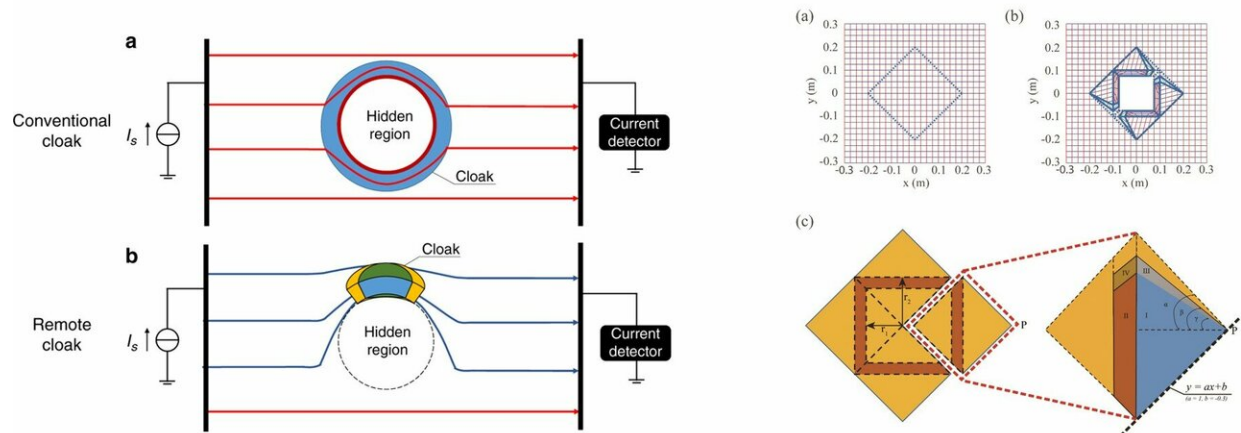 a
Conventional
cloak
I_s
Hidden
region
Cloak
Current
detector
b
Remote
cloak
I_s
Cloak
Hidden
region
Current
detector
(a)
y (m)
0.3
0.2
0.1
0
-0.1
-0.2
-0.3
-0.3 -0.2 -0.1 0 0.1 0.2 0.3
x (m)
(b)
y (m)
0.3
0.2
0.1
0
-0.1
-0.2
-0.3
-0.3 -0.2 -0.1 0 0.1 0.2 0.3
x (m)
(c)
r2
r1
P
IV III
α
II I β γ P
y = ax+b
(a = 1, b = -0.3)